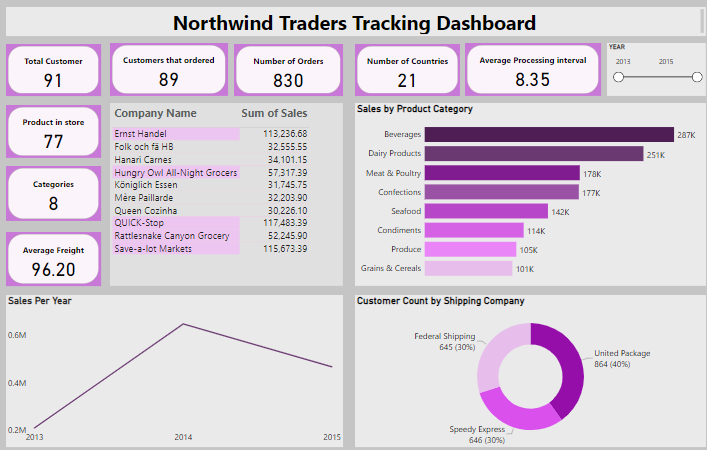 Northwind Traders Tracking Dashboard
Total Customer
91
Customers that ordered
89
Number of Orders
830
Number of Countries
21
Average Processing interval
8.35
YEAR
2013 2015
Product in store
77
Categories
8
Average Freight
96.20
Company Name Sum of Sales
Ernst Handel 113,236.68
Folk och fä HB 32,555.55
Hanari Carnes 34,101.15
Hungry Owl All-Night Grocers 57,317.39
Königlich Essen 31,745.75
Mère Paillarde 32,203.90
Queen Cozinha 30,226.10
QUICK-Stop 117,483.39
Rattlesnake Canyon Grocery 52,245.90
Save-a-lot Markets 115,673.39
Sales by Product Category
Beverages 287K
Dairy Products 251K
Meat & Poultry 178K
Confections 177K
Seafood 142K
Condiments 114K
Produce 105K
Grains & Cereals 101K
Sales Per Year
0.6M
0.4M
0.2M
2013 2014 2015
Customer Count by Shipping Company
Federal Shipping
645 (30%)
United Package
864 (40%)
Speedy Express
646 (30%)